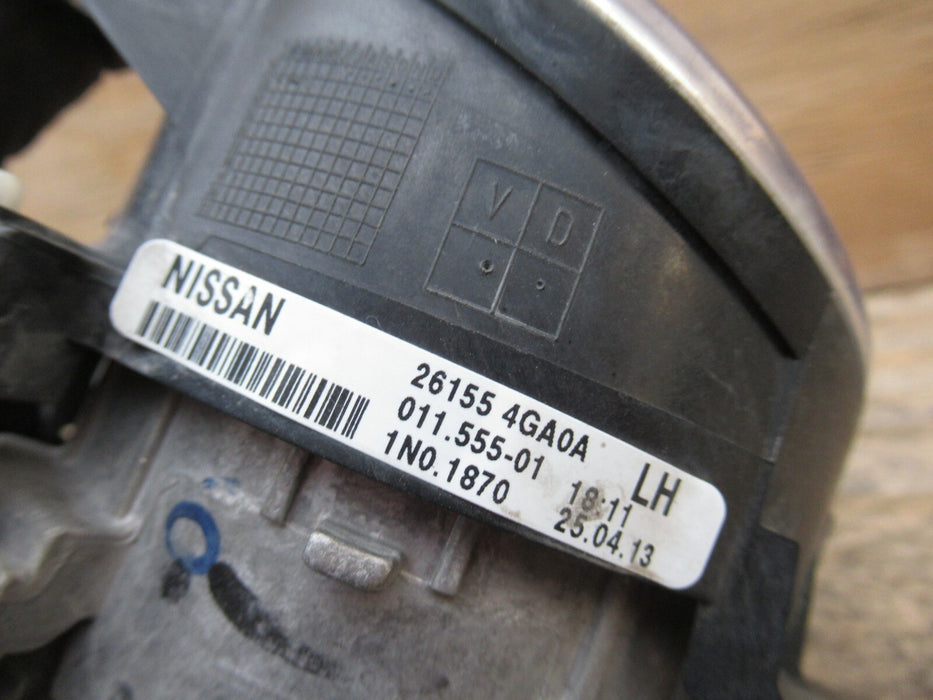 V D
NISSAN
26155 4GA0A
011.555-01 LH
1N0.1870 18:11
25.04.13